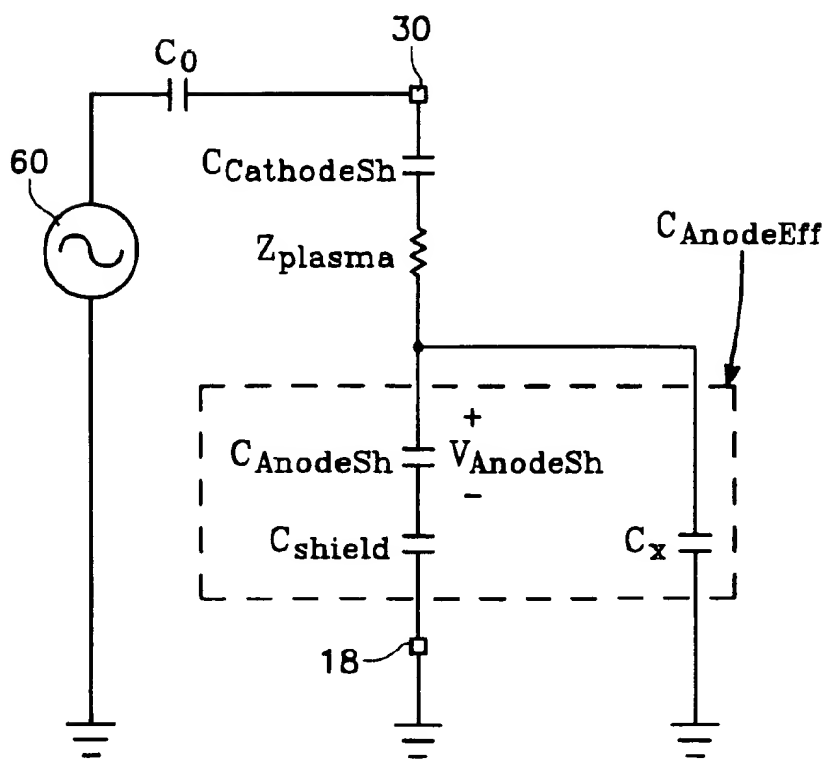 30
C0
CCathodeSh
60
Zplasma
CAnodeEff
+
CAnodeSh
VAnodeSh
−
Cshield
Cx
18